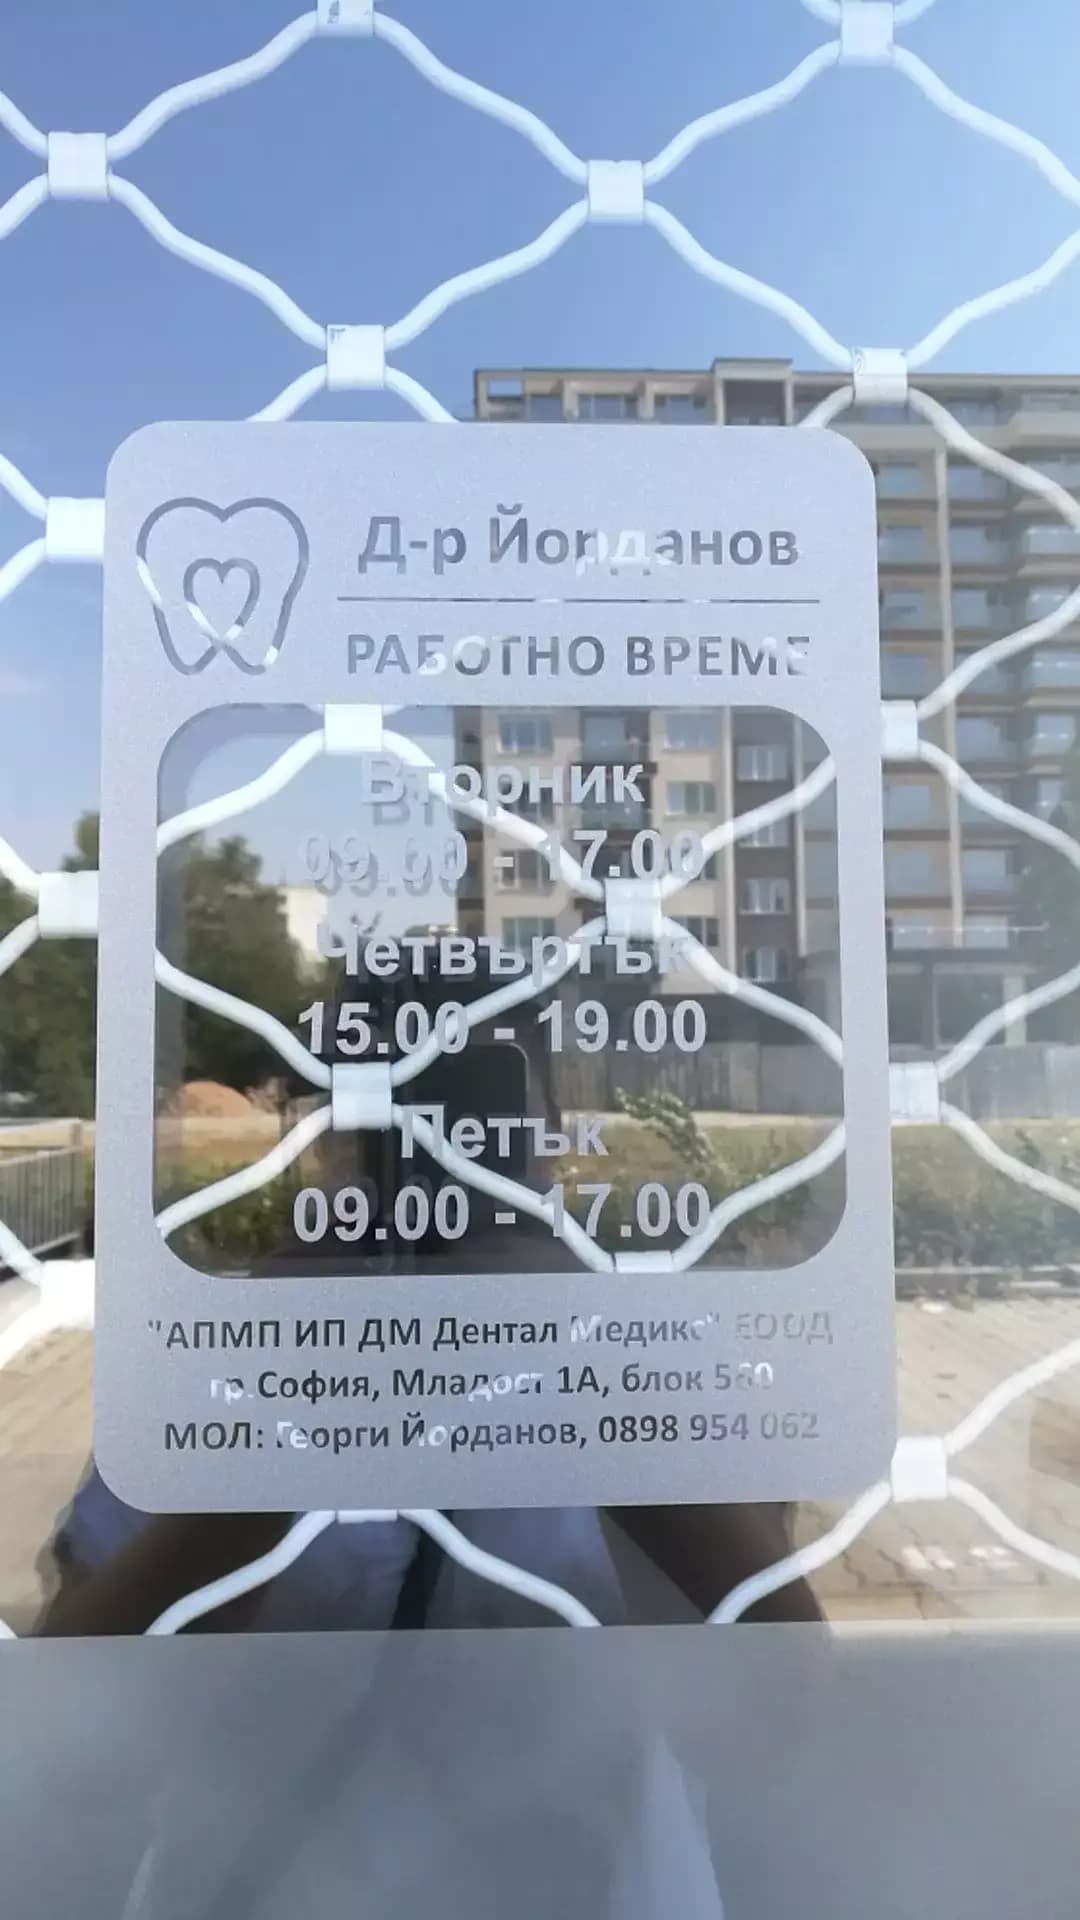 Д-р Йорданов
РАБОТНО ВРЕМЕ
Вторник
09.00 - 17.00
Четвъртък
15.00 - 19.00
Петък
09.00 - 17.00
"АПМП ИП ДМ Дентал Медикс" ЕООД
гр.София, Младост 1А, блок 560
МОЛ: Георги Йорданов, 0898 954 062